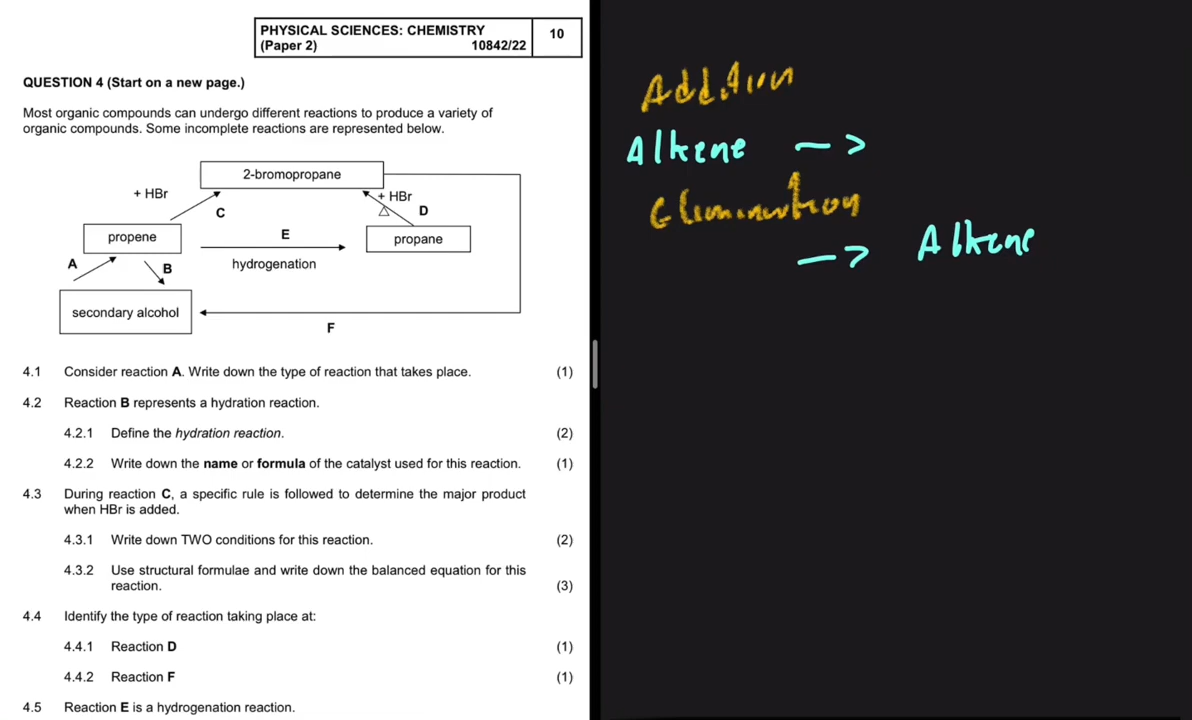 PHYSICAL SCIENCES: CHEMISTRY
(Paper 2) 10842/22
10
QUESTION 4 (Start on a new page.)
Most organic compounds can undergo different reactions to produce a variety of
organic compounds. Some incomplete reactions are represented below.
2-bromopropane
+ HBr
+ HBr
C
D
△
propene
E
propane
A
B
hydrogenation
secondary alcohol
F
4.1 Consider reaction A. Write down the type of reaction that takes place. (1)
4.2 Reaction B represents a hydration reaction.
4.2.1 Define the hydration reaction. (2)
4.2.2 Write down the name or formula of the catalyst used for this reaction. (1)
4.3 During reaction C, a specific rule is followed to determine the major product
when HBr is added.
4.3.1 Write down TWO conditions for this reaction. (2)
4.3.2 Use structural formulae and write down the balanced equation for this
reaction. (3)
4.4 Identify the type of reaction taking place at:
4.4.1 Reaction D (1)
4.4.2 Reaction F (1)
4.5 Reaction E is a hydrogenation reaction.
Addition
Alkene —>
Elimination
—> Alkene